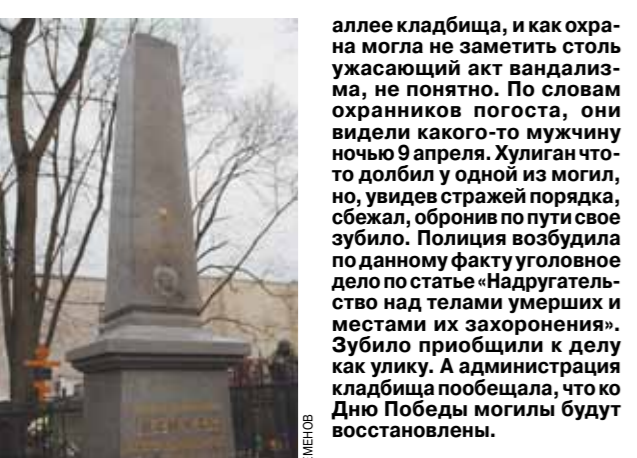 аллее кладбища, и как охра-
на могла не заметить столь
ужасающий акт вандализ-
ма, не понятно. По словам
охранников погоста, они
видели какого-то мужчину
ночью 9 апреля. Хулиган что-
то долбил у одной из могил,
но, увидев стражей порядка,
сбежал, обронив по пути свое
зубило. Полиция возбудила
по данному факту уголовное
дело по статье «Надругатель-
ство над телами умерших и
местами их захоронения».
Зубило приобщили к делу
как улику. А администрация
кладбища пообещала, что ко
Дню Победы могилы будут
восстановлены.